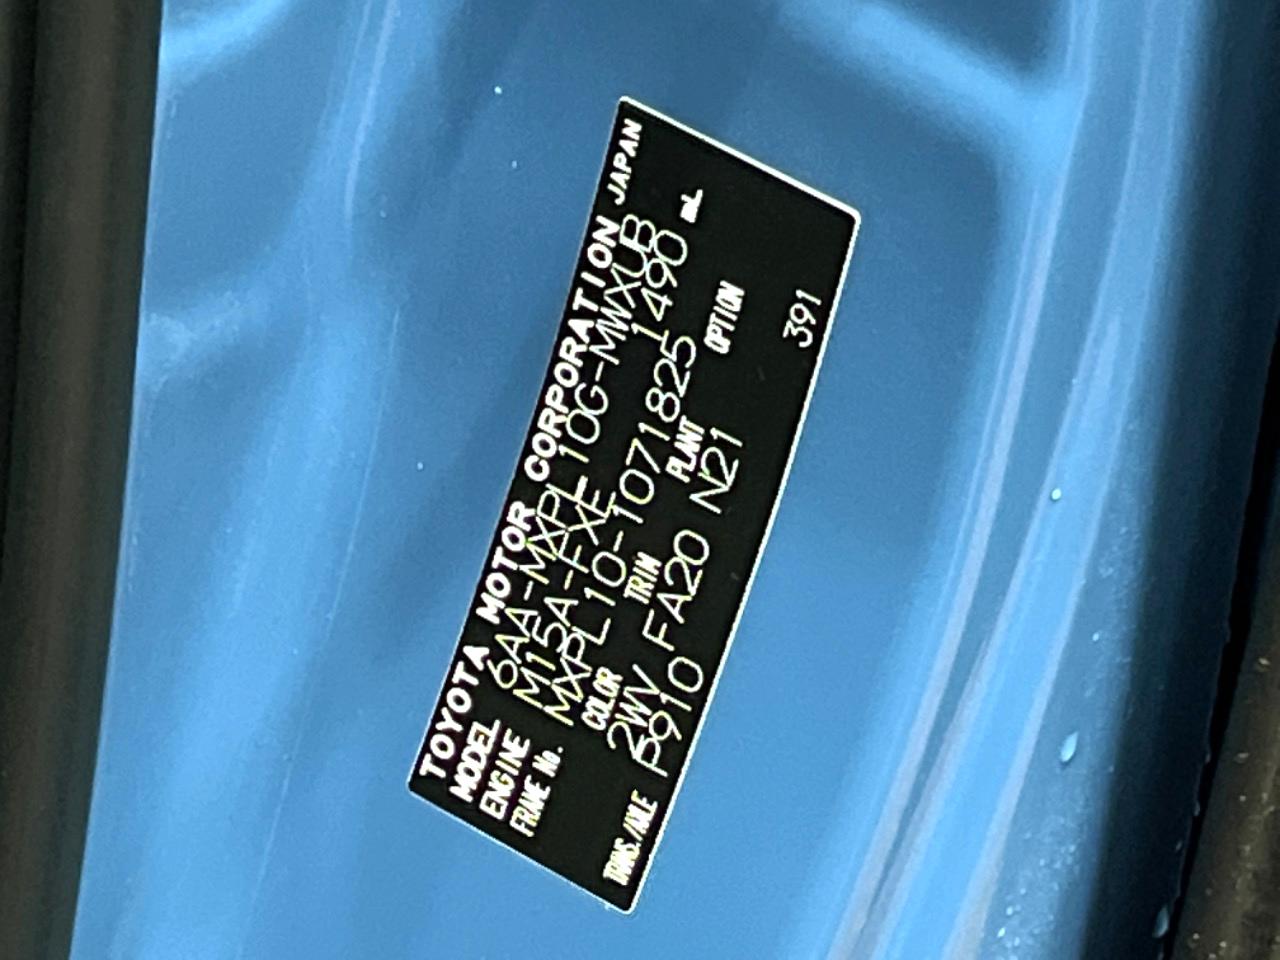 TOYOTA MOTOR CORPORATION JAPAN
MODEL 6AA-MXPL10G-MWXUB
ENGINE M15A-FXE 1490 mL
FRAME No. MXPL10-1071825
COLOR TRIM PLANT OPTION
2WV FA20 N21
TRANS./AXLE P910 391